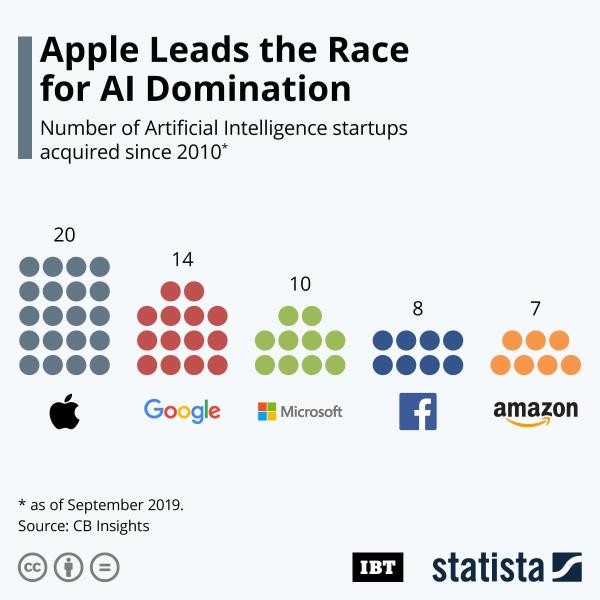 Apple Leads the Race
for AI Domination
Number of Artificial Intelligence startups
acquired since 2010*
20
14
10
8
7
Google
Microsoft
f
amazon
* as of September 2019.
Source: CB Insights
cc
=
IBT
statista